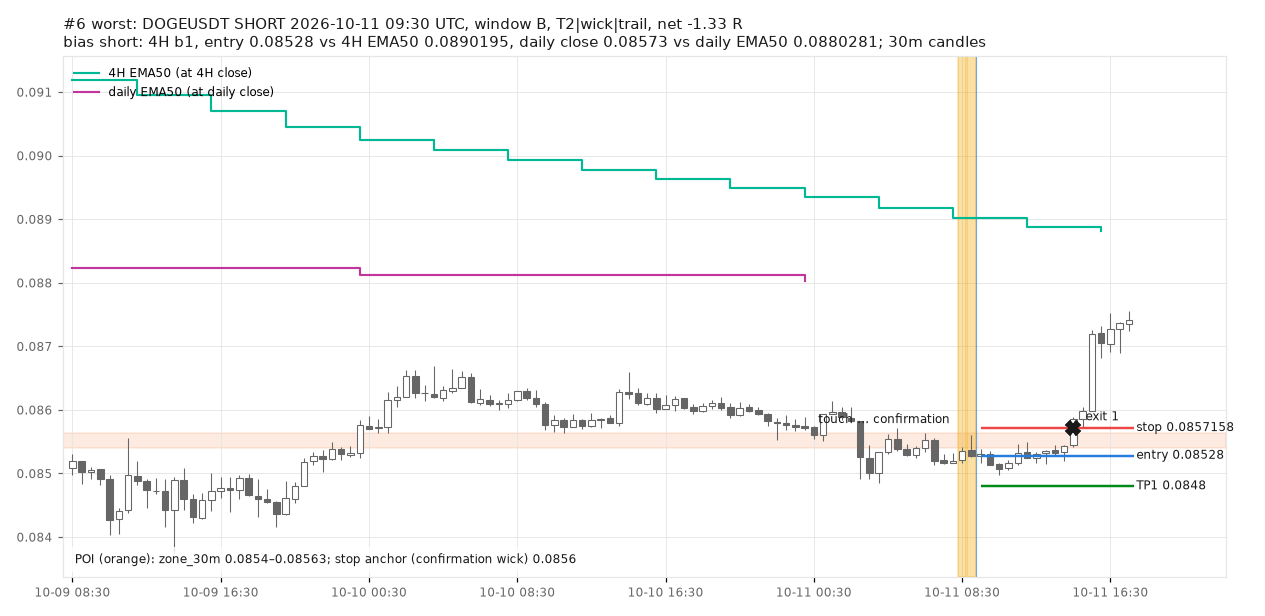 #6 worst: DOGEUSDT SHORT 2026-10-11 09:30 UTC, window B, T2|wick|trail, net -1.33 R
bias short: 4H b1, entry 0.08528 vs 4H EMA50 0.0890195, daily close 0.08573 vs daily EMA50 0.0880281; 30m candles
4H EMA50 (at 4H close)
daily EMA50 (at daily close)
0.091
0.090
0.089
0.088
0.087
0.086
0.085
0.084
touch ... confirmation
exit 1
stop 0.0857158
entry 0.08528
TP1 0.0848
POI (orange): zone_30m 0.0854–0.08563; stop anchor (confirmation wick) 0.0856
10-09 08:30
10-09 16:30
10-10 00:30
10-10 08:30
10-10 16:30
10-11 00:30
10-11 08:30
10-11 16:30